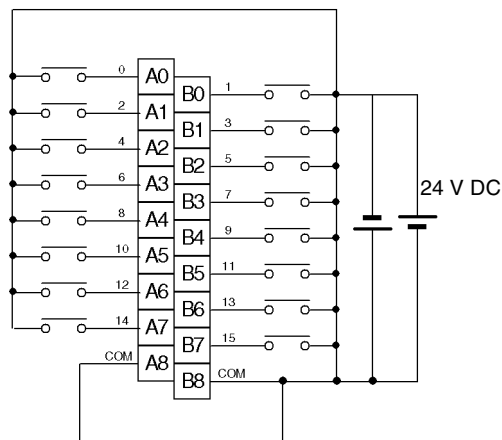 0 A0
B0 1
2 A1
B1 3
4 A2
B2 5
6 A3
B3 7
24 V DC
8 A4
B4 9
10 A5
B5 11
12 A6
B6 13
14 A7
B7 15
COM A8
B8 COM